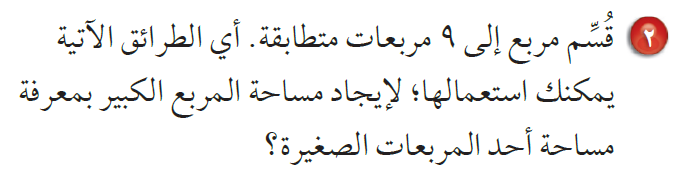 ٢ قُسِّم مربع إلى ٩ مربعات متطابقة. أي الطرائق الآتية
يمكنك استعمالها؛ لإيجاد مساحة المربع الكبير بمعرفة
مساحة أحد المربعات الصغيرة؟